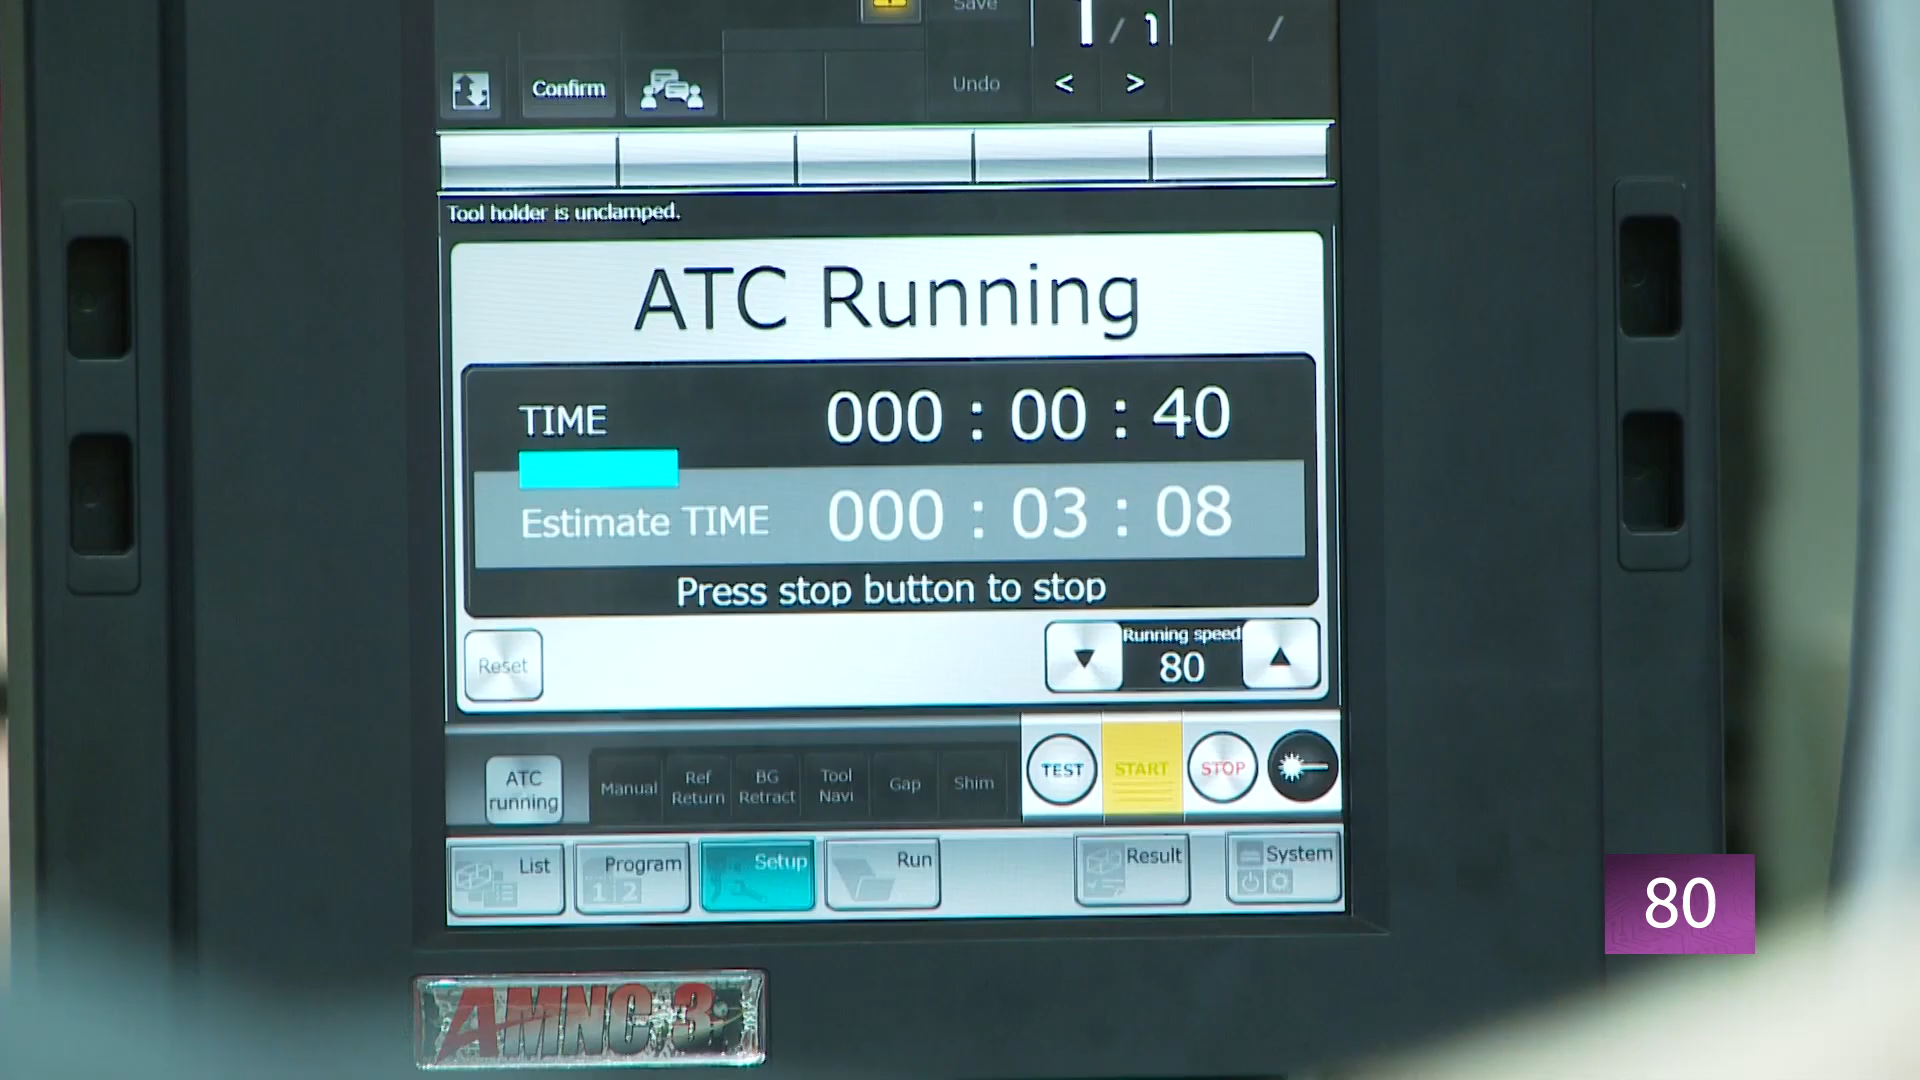 Save
1 / 1
/
Confirm
Undo
<
>
Tool holder is unclamped.
ATC Running
TIME 000 : 00 : 40
Estimate TIME 000 : 03 : 08
Press stop button to stop
Reset
Running speed
80
ATC running
Manual
Ref Return
BG Retract
Tool Navi
Gap
Shim
TEST
START
STOP
List
Program
1 2
Setup
Run
Result
System
80
AMNC 3